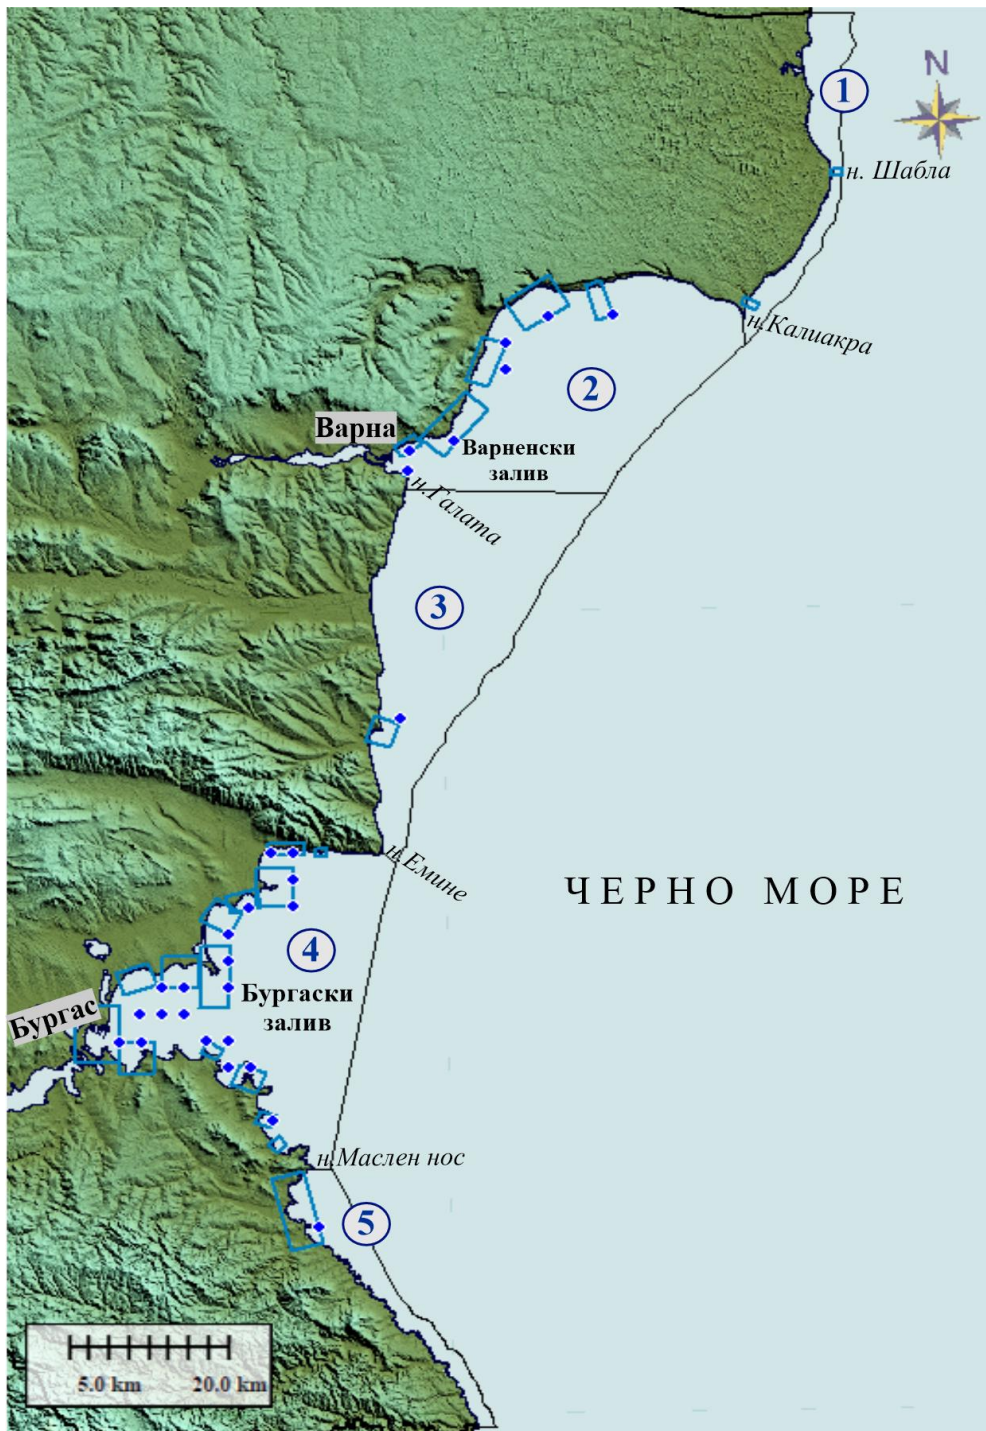 N
1
н. Шабла
н.Калиакра
2
Варна
Варненски
залив
н.Галата
3
н.Емине
ЧЕРНО МОРЕ
4
Бургаски
залив
Бургас
н.Маслен нос
5
5.0 km 20.0 km